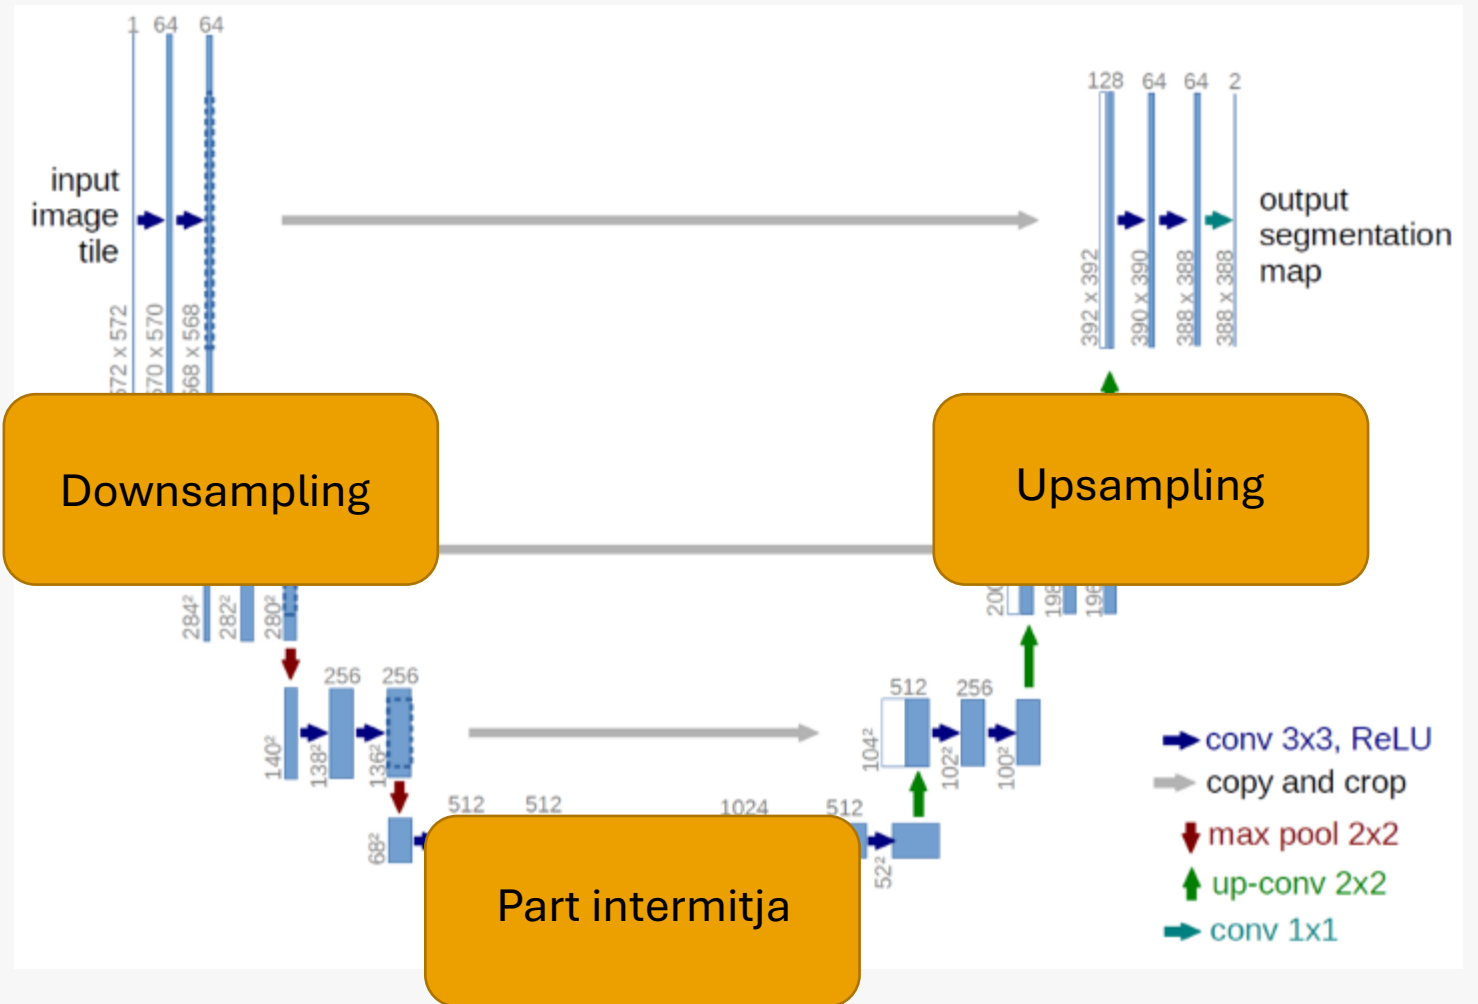 1 64 64
128 64 64 2
input
image
tile
output
segmentation
map
572 x 572
570 x 570
568 x 568
392 x 392
390 x 390
388 x 388
388 x 388
Downsampling
Upsampling
284²
282²
280²
200
198
196
256 256
512 256
140²
138²
136²
104²
102²
100²
conv 3x3, ReLU
copy and crop
max pool 2x2
up-conv 2x2
conv 1x1
512 512 1024 512
68²
52²
Part intermitja